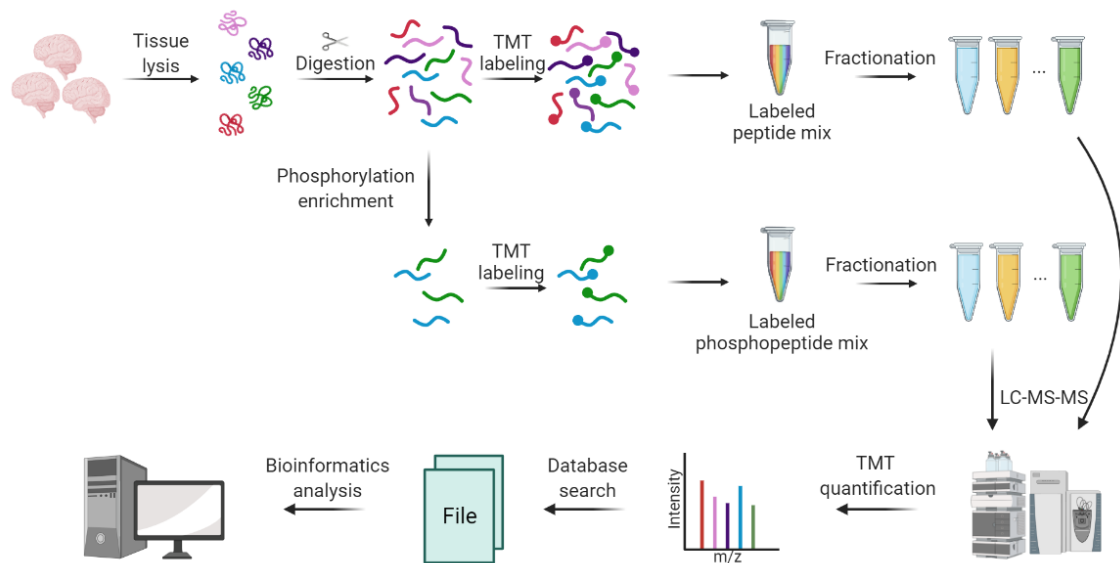 Tissue
lysis
Digestion
TMT
labeling
Labeled
peptide mix
Fractionation
...
Phosphorylation
enrichment
TMT
labeling
Labeled
phosphopeptide mix
Fractionation
...
LC-MS-MS
TMT
quantification
Intensity
m/z
Database
search
File
Bioinformatics
analysis